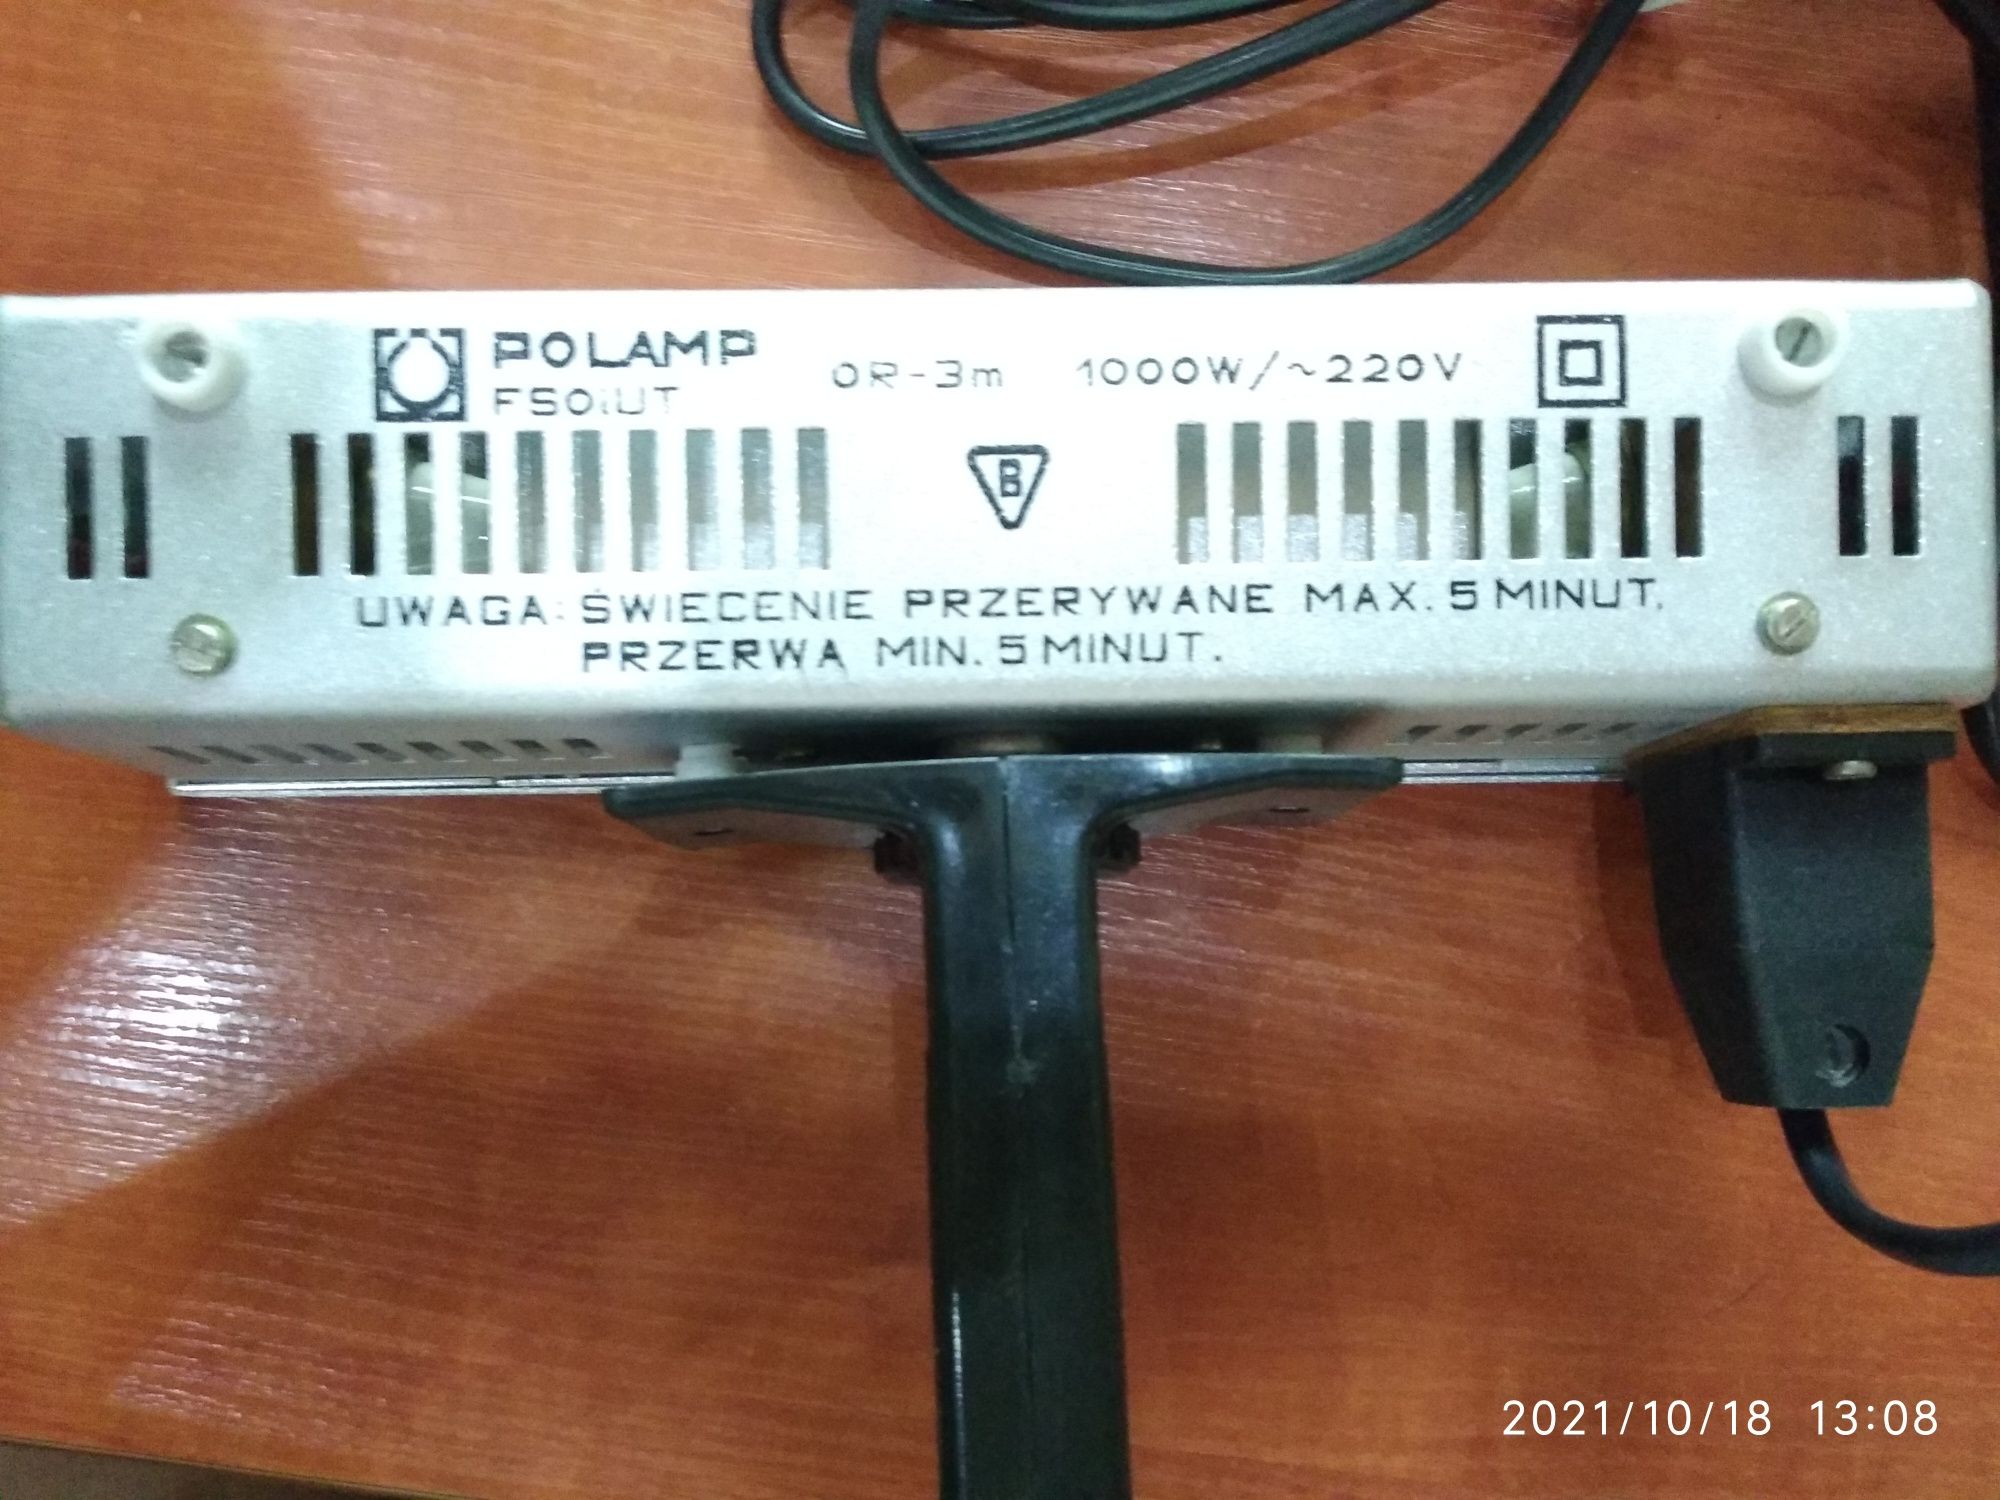 POLAMP
FSOiUT
OR-3m 1000W/~220V
B
UWAGA: ŚWIECENIE PRZERYWANE MAX. 5 MINUT.
PRZERWA MIN. 5 MINUT.
2021/10/18 13:08